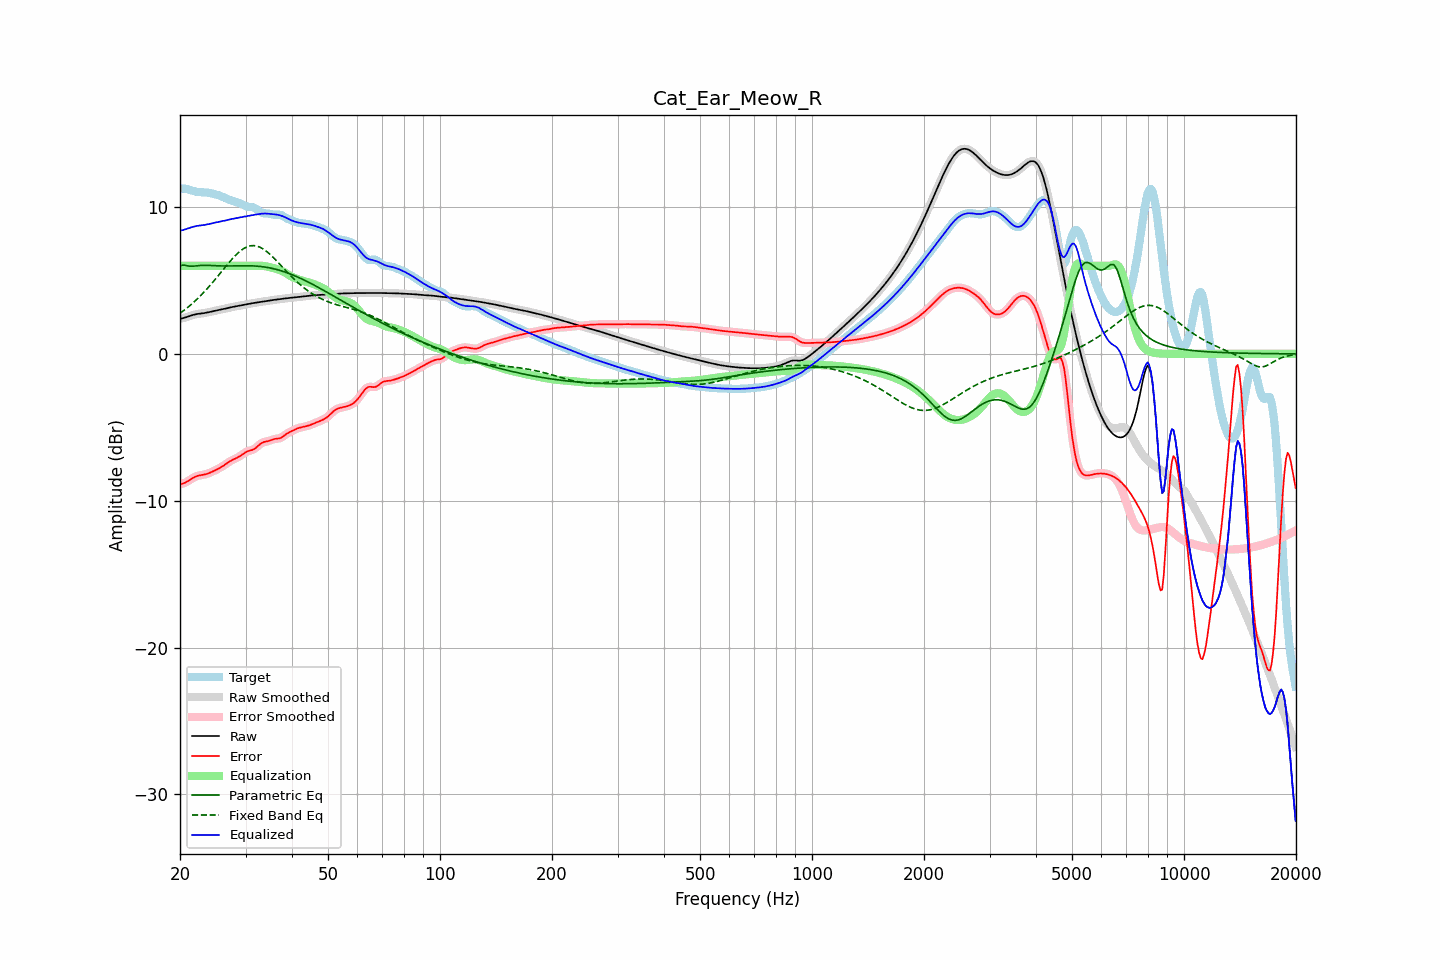 Cat_Ear_Meow_R
10
0
−10
−20
−30
Amplitude (dBr)
Target
Raw Smoothed
Error Smoothed
Raw
Error
Equalization
Parametric Eq
Fixed Band Eq
Equalized
20 50 100 200 500 1000 2000 5000 10000 20000
Frequency (Hz)